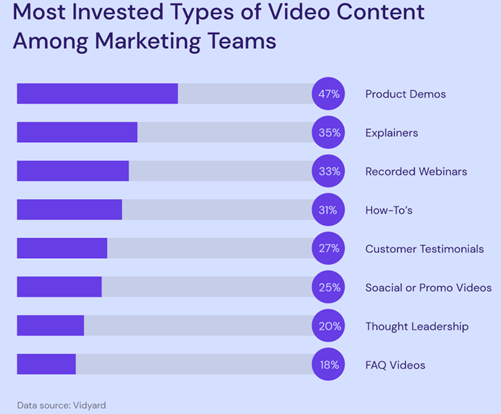 Most Invested Types of Video Content
Among Marketing Teams
47% Product Demos
35% Explainers
33% Recorded Webinars
31% How-To's
27% Customer Testimonials
25% Soacial or Promo Videos
20% Thought Leadership
18% FAQ Videos
Data source: Vidyard